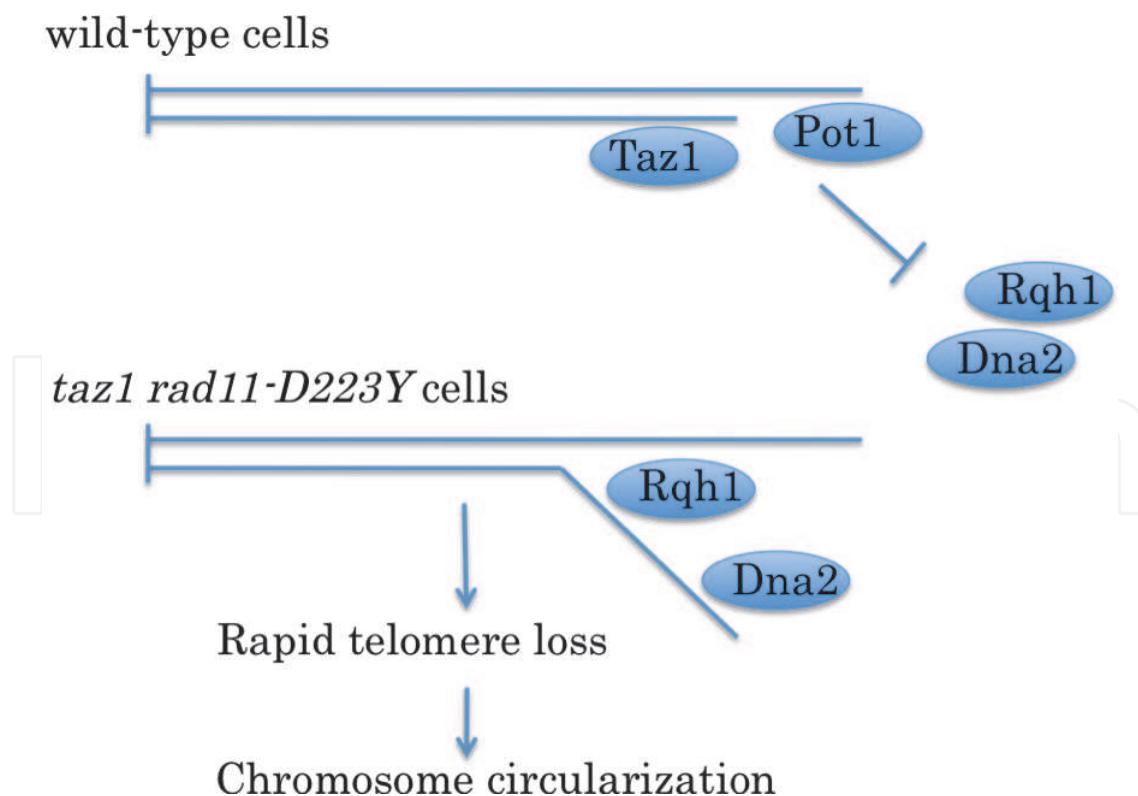 wild-type cells
Pot1
Taz1
Rqh1
Dna2
taz1 rad11-D223Y cells
Rqh1
Dna2
Rapid telomere loss
Chromosome circularization